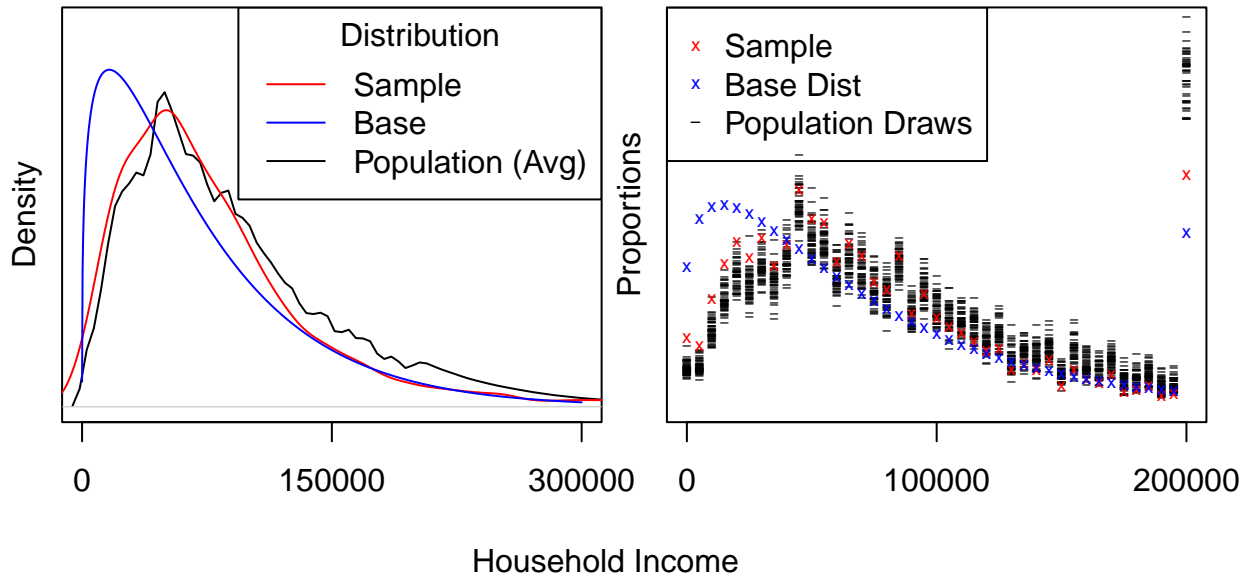 Distribution
Sample
Base
Population (Avg)
Density
0
150000
300000
x Sample
x Base Dist
– Population Draws
Proportions
0
100000
200000
Household Income